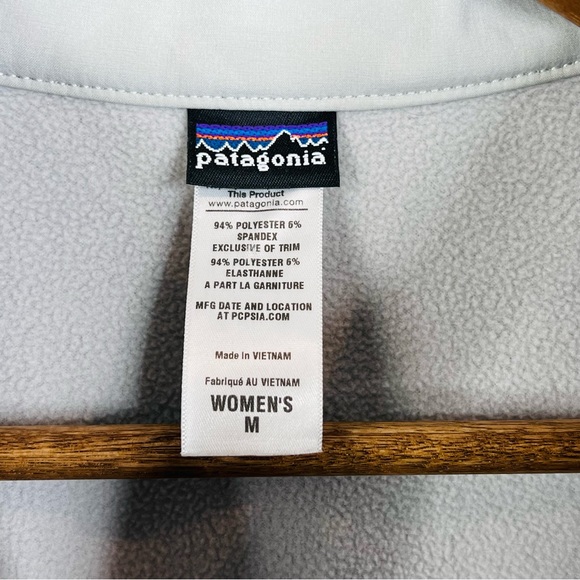 patagonia
This Product
www.patagonia.com
94% POLYESTER 6%
SPANDEX
EXCLUSIVE OF TRIM
94% POLYESTER 6%
ELASTHANNE
A PART LA GARNITURE
MFG DATE AND LOCATION
AT PCPSIA.COM
Made in VIETNAM
Fabriqué AU VIETNAM
WOMEN'S
M